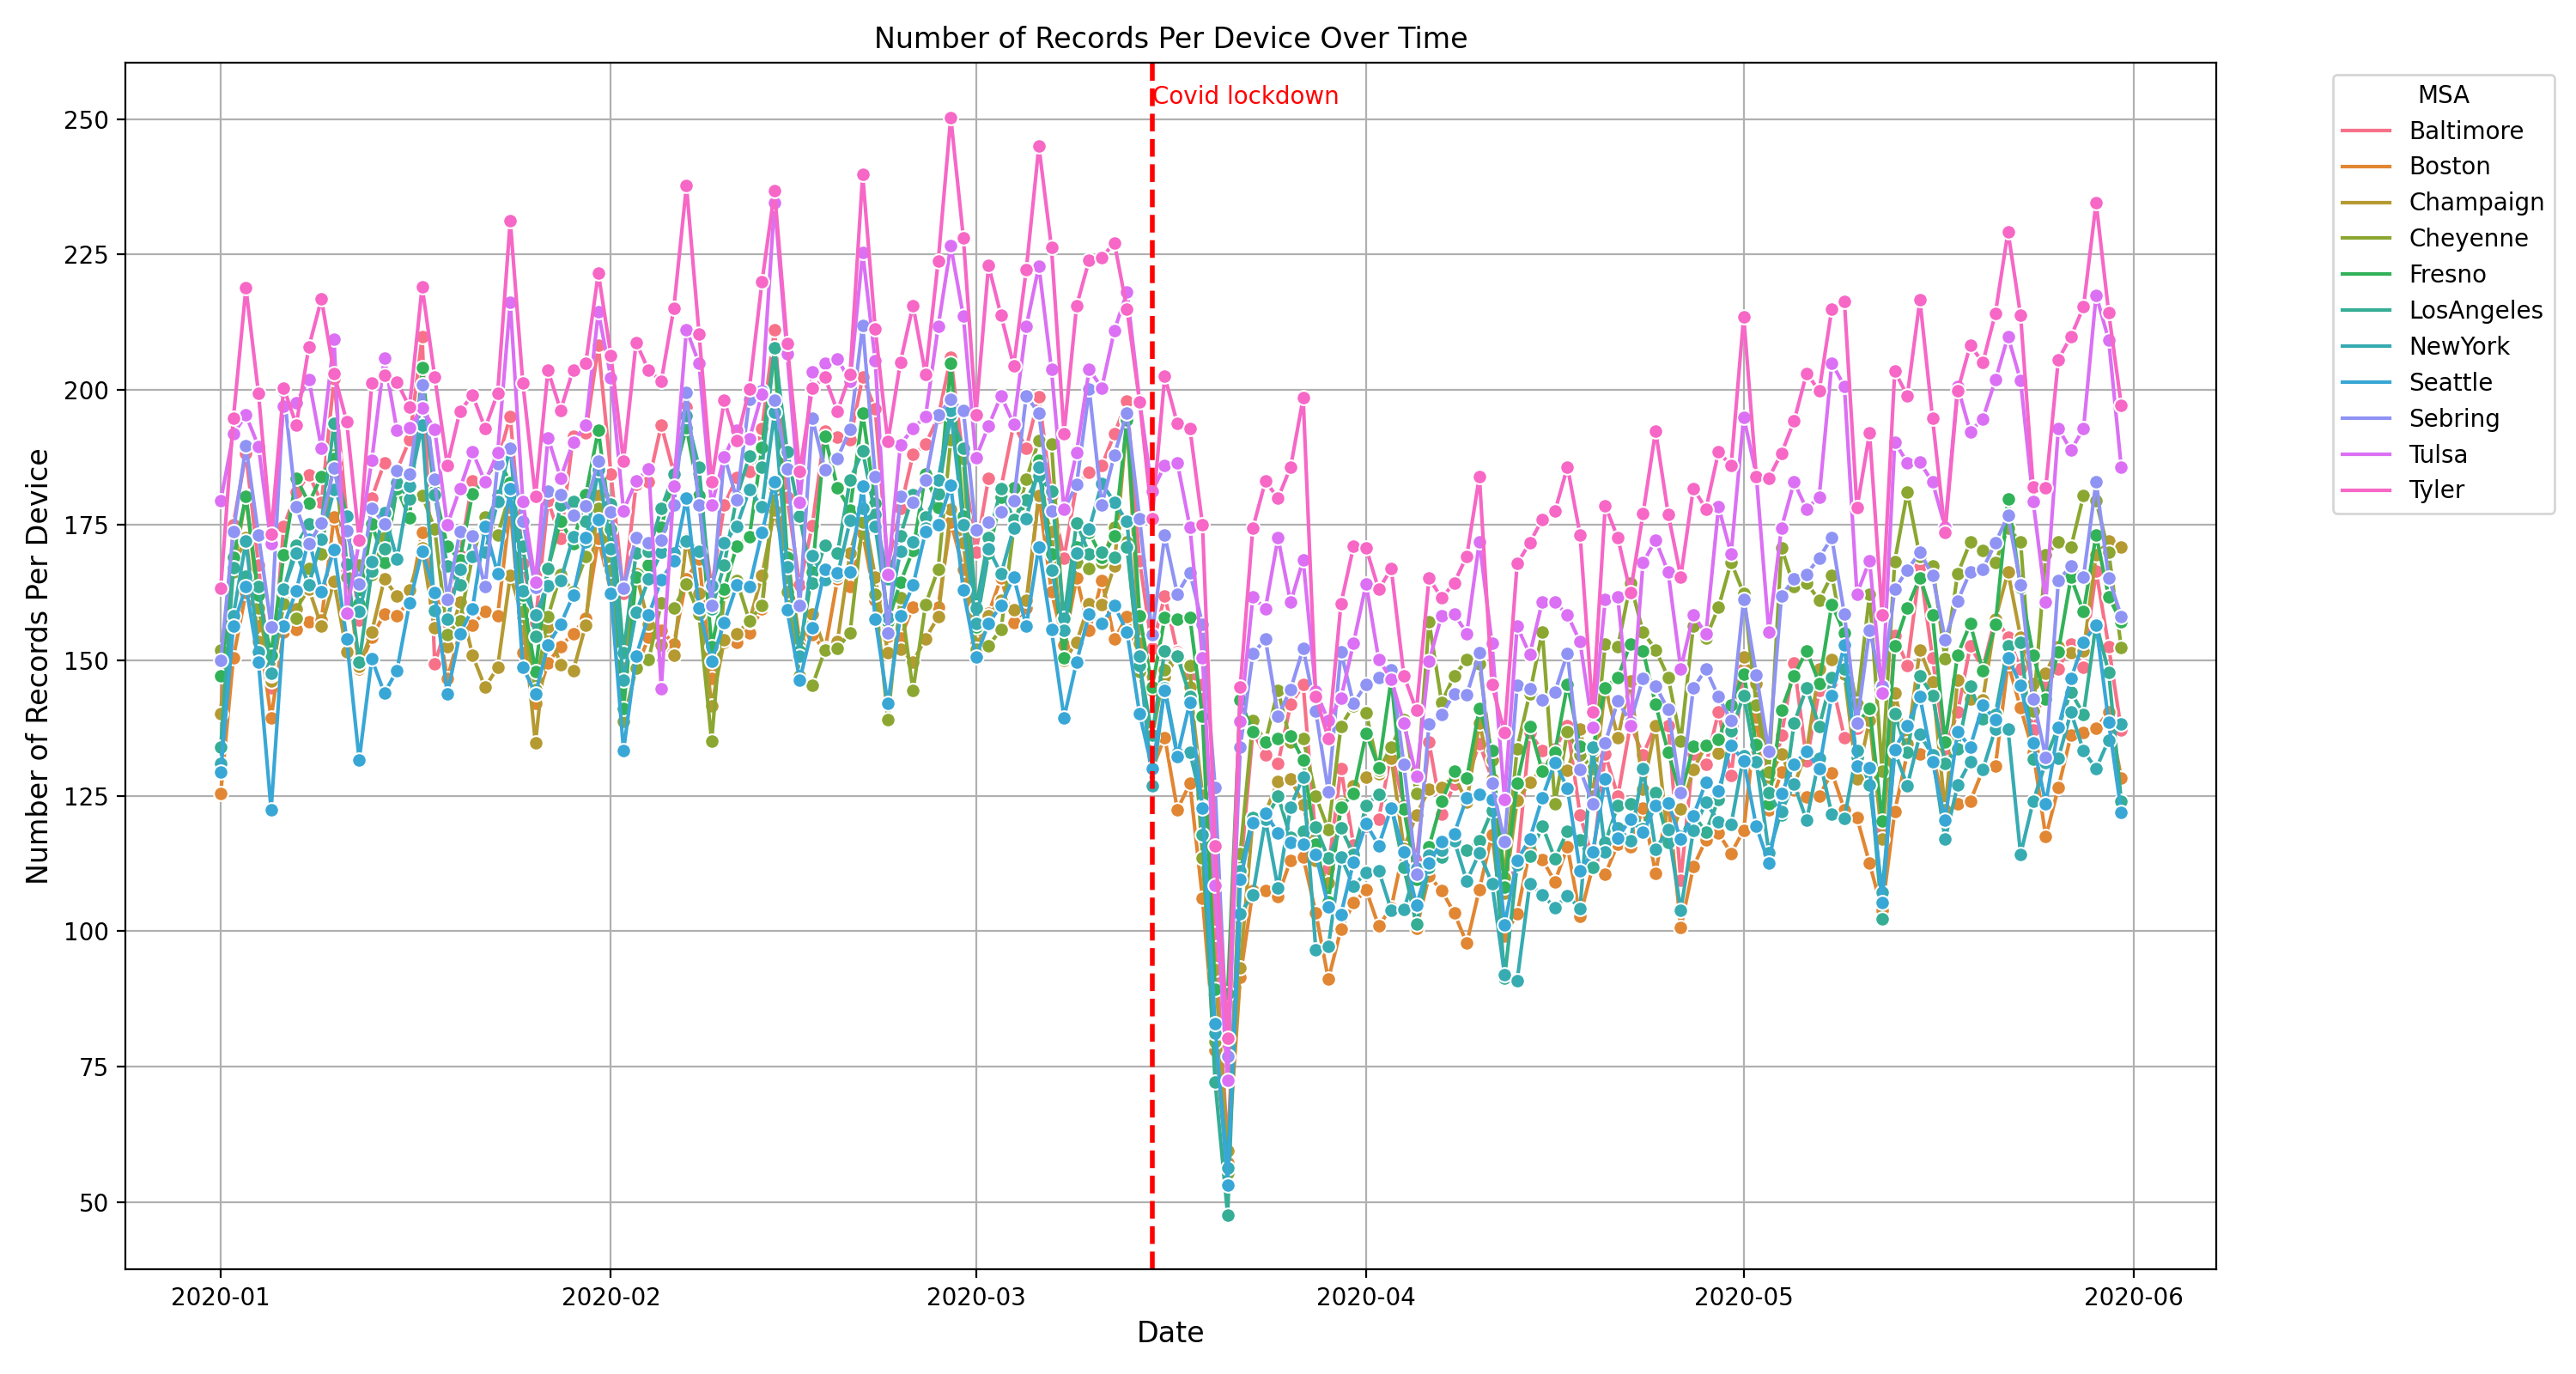 Number of Records Per Device Over Time
Covid lockdown
250
225
200
175
150
125
100
75
50
Number of Records Per Device
2020-01
2020-02
2020-03
2020-04
2020-05
2020-06
Date
MSA
Baltimore
Boston
Champaign
Cheyenne
Fresno
LosAngeles
NewYork
Seattle
Sebring
Tulsa
Tyler